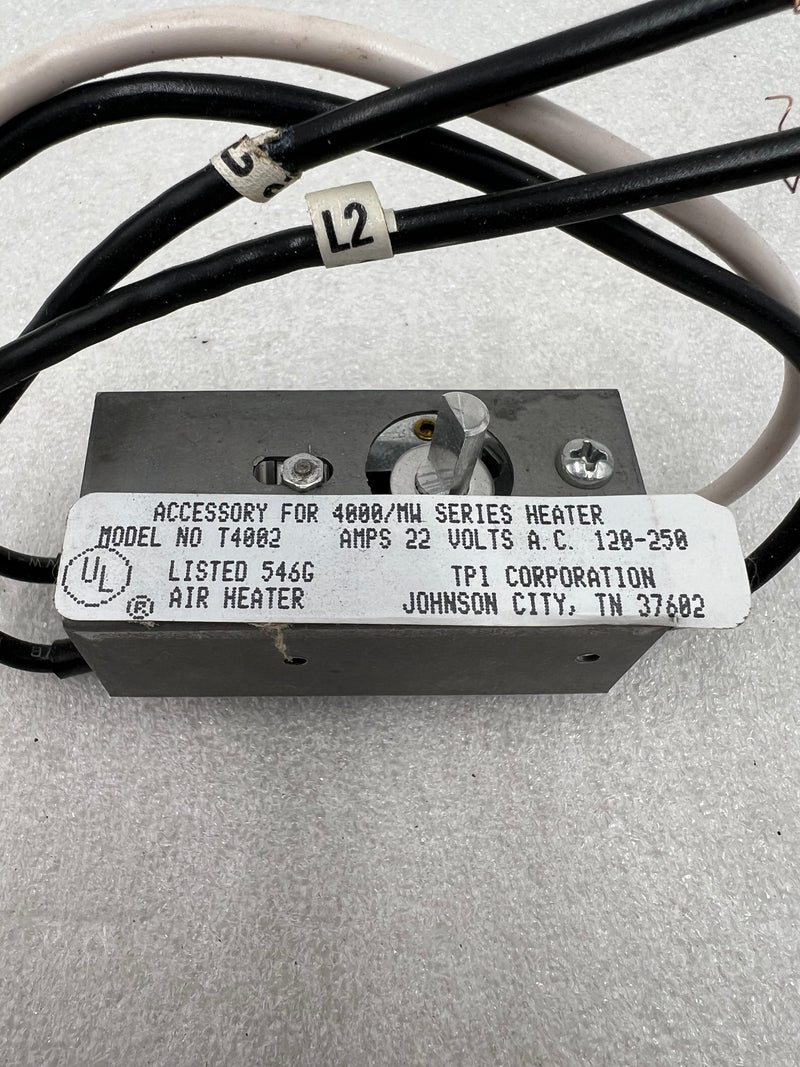 L2
ACCESSORY FOR 4000/MW SERIES HEATER
MODEL NO T4002 AMPS 22 VOLTS A.C. 120-250
UL LISTED 546G TPI CORPORATION
® AIR HEATER JOHNSON CITY, TN 37602